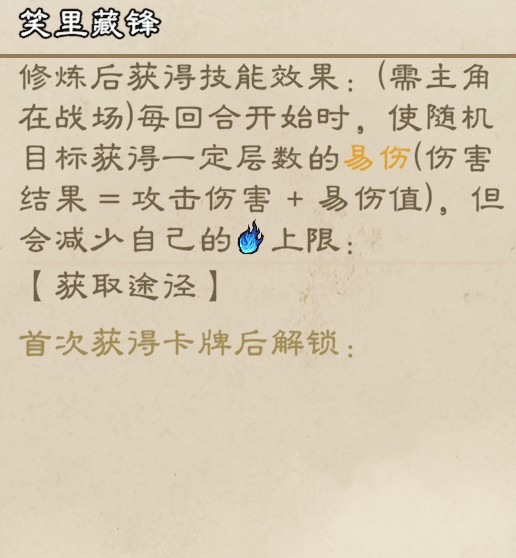 笑里藏锋
修炼后获得技能效果：(需主角
在战场)每回合开始时，使随机
目标获得一定层数的易伤(伤害
结果 = 攻击伤害 + 易伤值)，但
会减少自己的上限：
【获取途径】
首次获得卡牌后解锁：